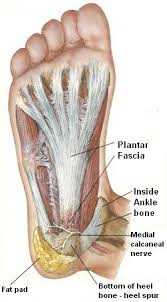 Plantar
Fascia
Inside
Ankle
bone
Medial
calcaneal
nerve
Fat pad
Bottom of heel
bone - heel spur